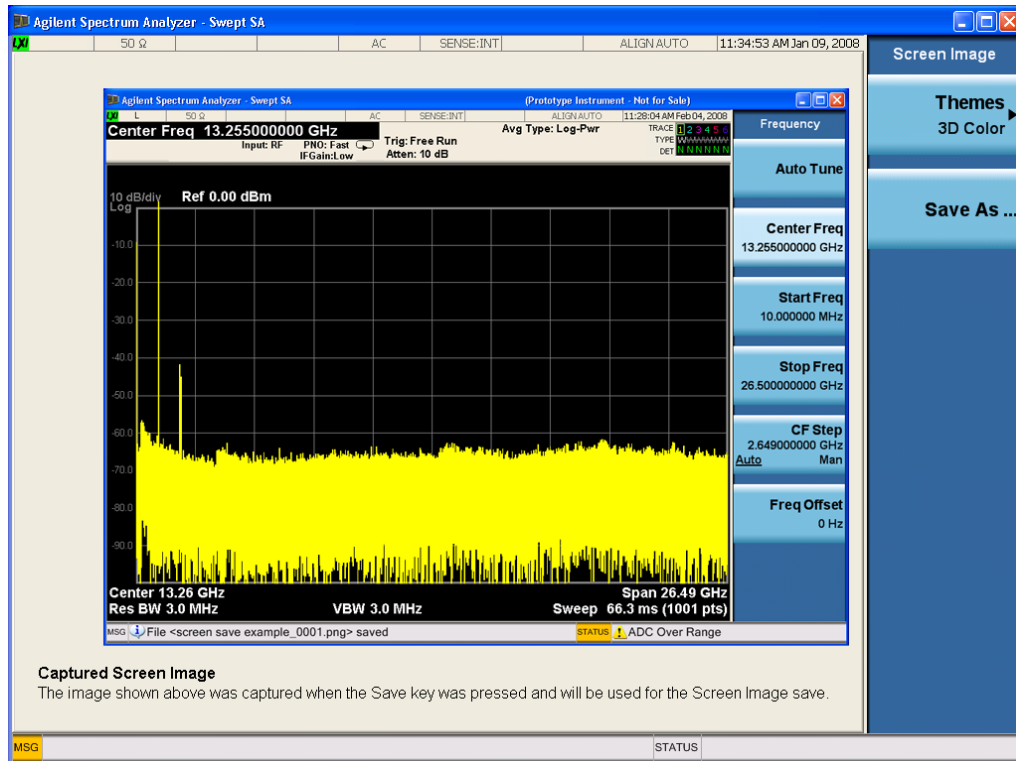 Agilent Spectrum Analyzer - Swept SA
LXI 50 Ω AC SENSE:INT ALIGN AUTO 11:34:53 AM Jan 09, 2008
Screen Image
Themes
3D Color
Save As ...
Agilent Spectrum Analyzer - Swept SA (Prototype Instrument - Not for Sale)
LXI L 50 Ω AC SENSE:INT ALIGN AUTO 11:28:04 AM Feb 04, 2008
Center Freq 13.255000000 GHz
Input: RF PNO: Fast
IFGain:Low
Trig: Free Run
Atten: 10 dB
Avg Type: Log-Pwr
TRACE 1 2 3 4 5 6
TYPE WWWWWW
DET N N N N N N
Frequency
Auto Tune
Center Freq
13.255000000 GHz
Start Freq
10.000000 MHz
Stop Freq
26.500000000 GHz
CF Step
2.649000000 GHz
Auto Man
Freq Offset
0 Hz
10 dB/div Ref 0.00 dBm
Log
-10.0
-20.0
-30.0
-40.0
-50.0
-60.0
-70.0
-80.0
-90.0
Center 13.26 GHz Span 26.49 GHz
Res BW 3.0 MHz VBW 3.0 MHz Sweep 66.3 ms (1001 pts)
MSG File <screen save example_0001.png> saved STATUS ADC Over Range
Captured Screen Image
The image shown above was captured when the Save key was pressed and will be used for the Screen Image save.
MSG STATUS